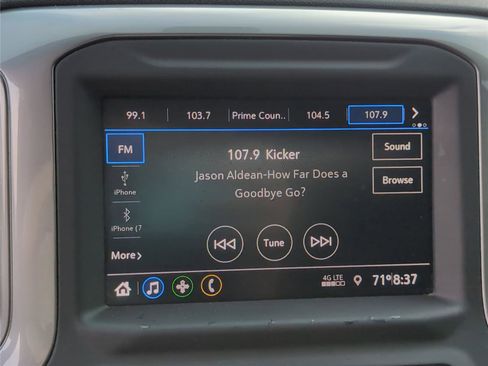 99.1 103.7 Prime Coun.. 104.5 107.9
FM
107.9 Kicker
Sound
Jason Aldean-How Far Does a
Goodbye Go?
iPhone
Browse
iPhone (7
Tune
More
4G LTE
71° 8:37